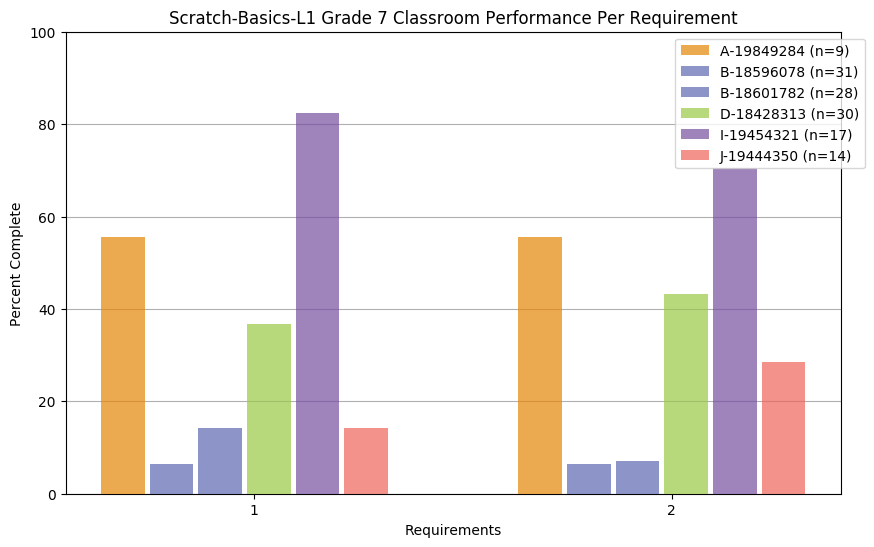 Scratch-Basics-L1 Grade 7 Classroom Performance Per Requirement
100
80
60
40
20
0
Percent Complete
A-19849284 (n=9)
B-18596078 (n=31)
B-18601782 (n=28)
D-18428313 (n=30)
I-19454321 (n=17)
J-19444350 (n=14)
1
2
Requirements